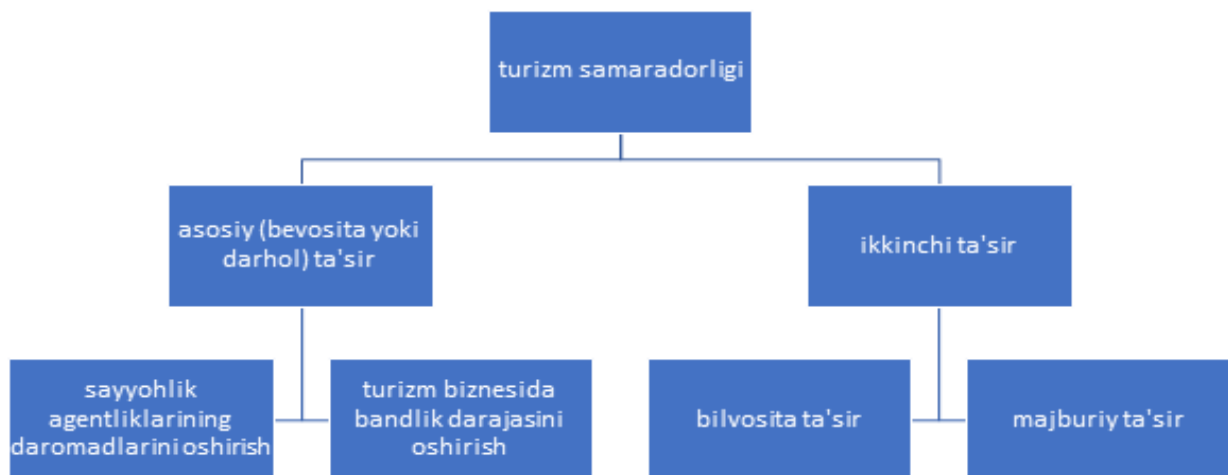 turizm samaradorligi
asosiy (bevosita yoki
darhol) ta'sir
ikkinchi ta'sir
sayyohlik
agentliklarining
daromadlarini oshirish
turizm biznesida
bandlik darajasini
oshirish
bilvosita ta'sir
majburiy ta'sir